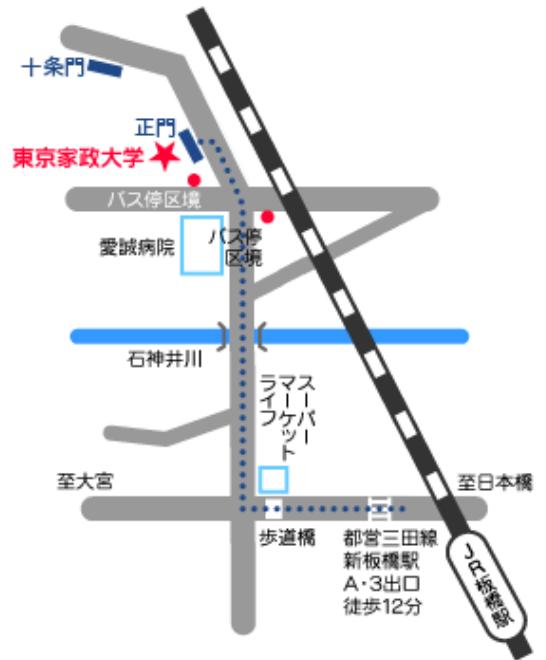 十条門
正門
東京家政大学
バス停区境
愛誠病院
バス停
区境
石神井川
スーパー
マーケット
ライフ
至大宮
至日本橋
歩道橋
都営三田線
新板橋駅
A・3出口
徒歩12分
JR板橋駅